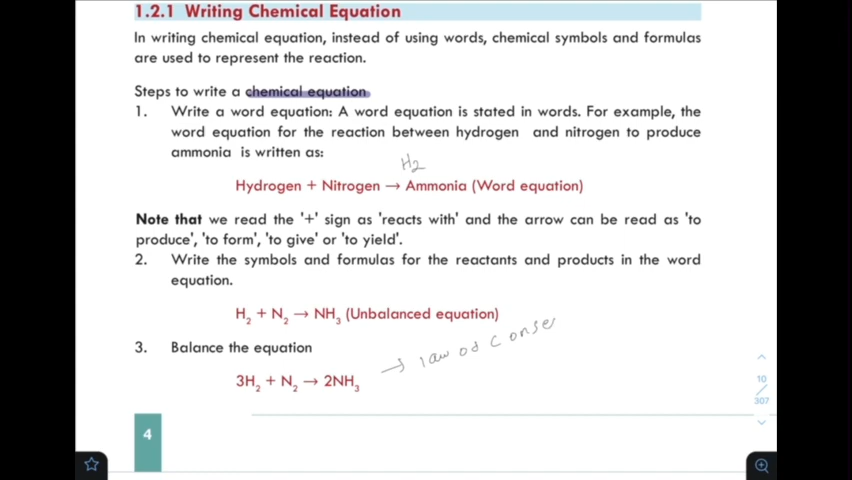 1.2.1 Writing Chemical Equation
In writing chemical equation, instead of using words, chemical symbols and formulas
are used to represent the reaction.
Steps to write a chemical equation
1. Write a word equation: A word equation is stated in words. For example, the
word equation for the reaction between hydrogen and nitrogen to produce
ammonia is written as:
H2
Hydrogen + Nitrogen → Ammonia (Word equation)
Note that we read the '+' sign as 'reacts with' and the arrow can be read as 'to
produce', 'to form', 'to give' or 'to yield'.
2. Write the symbols and formulas for the reactants and products in the word
equation.
H₂ + N₂ → NH₃ (Unbalanced equation)
3. Balance the equation
→ law of conse
3H₂ + N₂ → 2NH₃
4
10
/
307